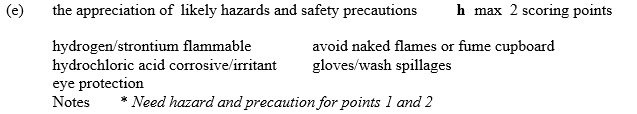 (e) the appreciation of likely hazards and safety precautions h max 2 scoring points
hydrogen/strontium flammable avoid naked flames or fume cupboard
hydrochloric acid corrosive/irritant gloves/wash spillages
eye protection
Notes * Need hazard and precaution for points 1 and 2